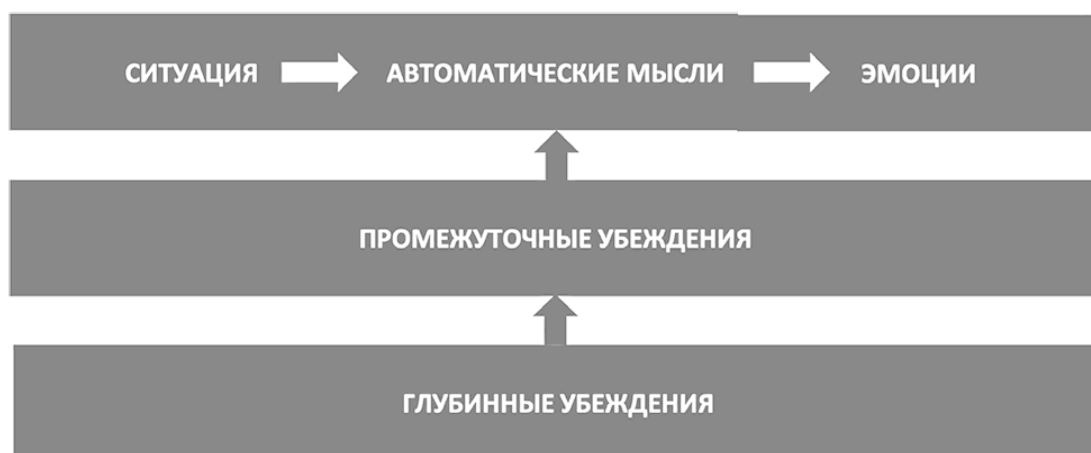 СИТУАЦИЯ АВТОМАТИЧЕСКИЕ МЫСЛИ ЭМОЦИИ
ПРОМЕЖУТОЧНЫЕ УБЕЖДЕНИЯ
ГЛУБИННЫЕ УБЕЖДЕНИЯ